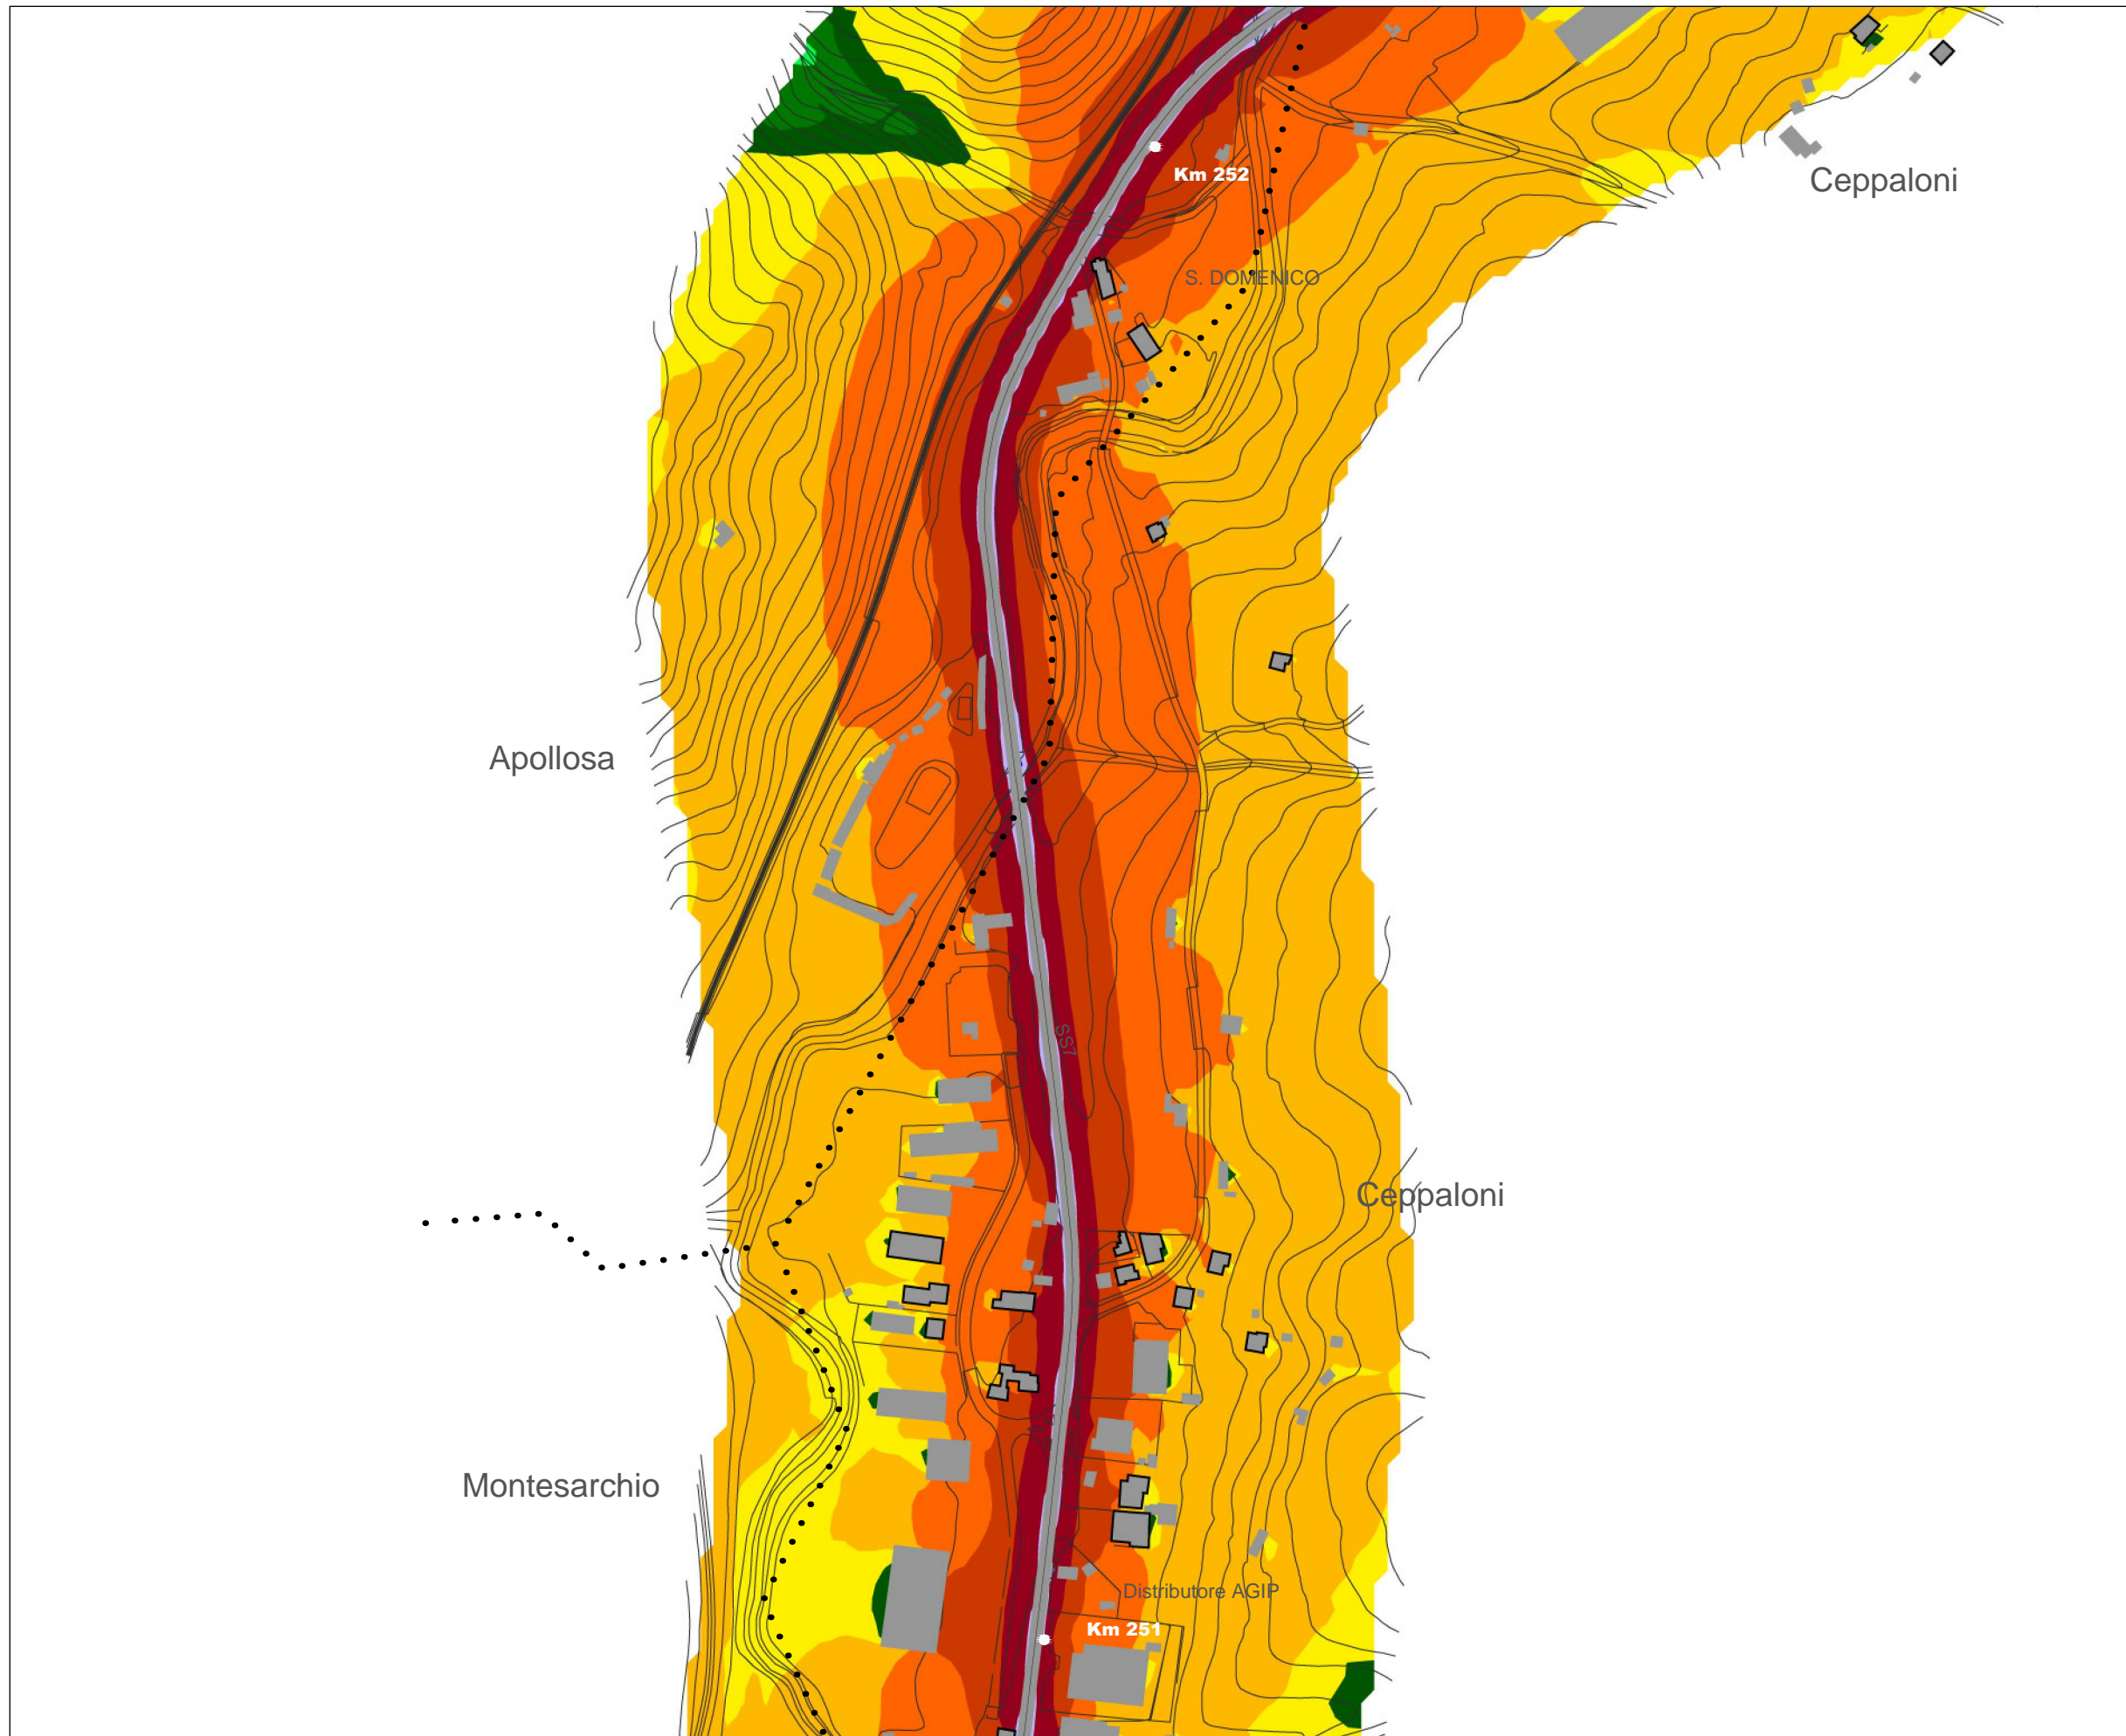 Km 252
Ceppaloni
S. DOMENICO
Apollosa
SS7
Ceppaloni
Montesarchio
Distributore AGIP
Km 251